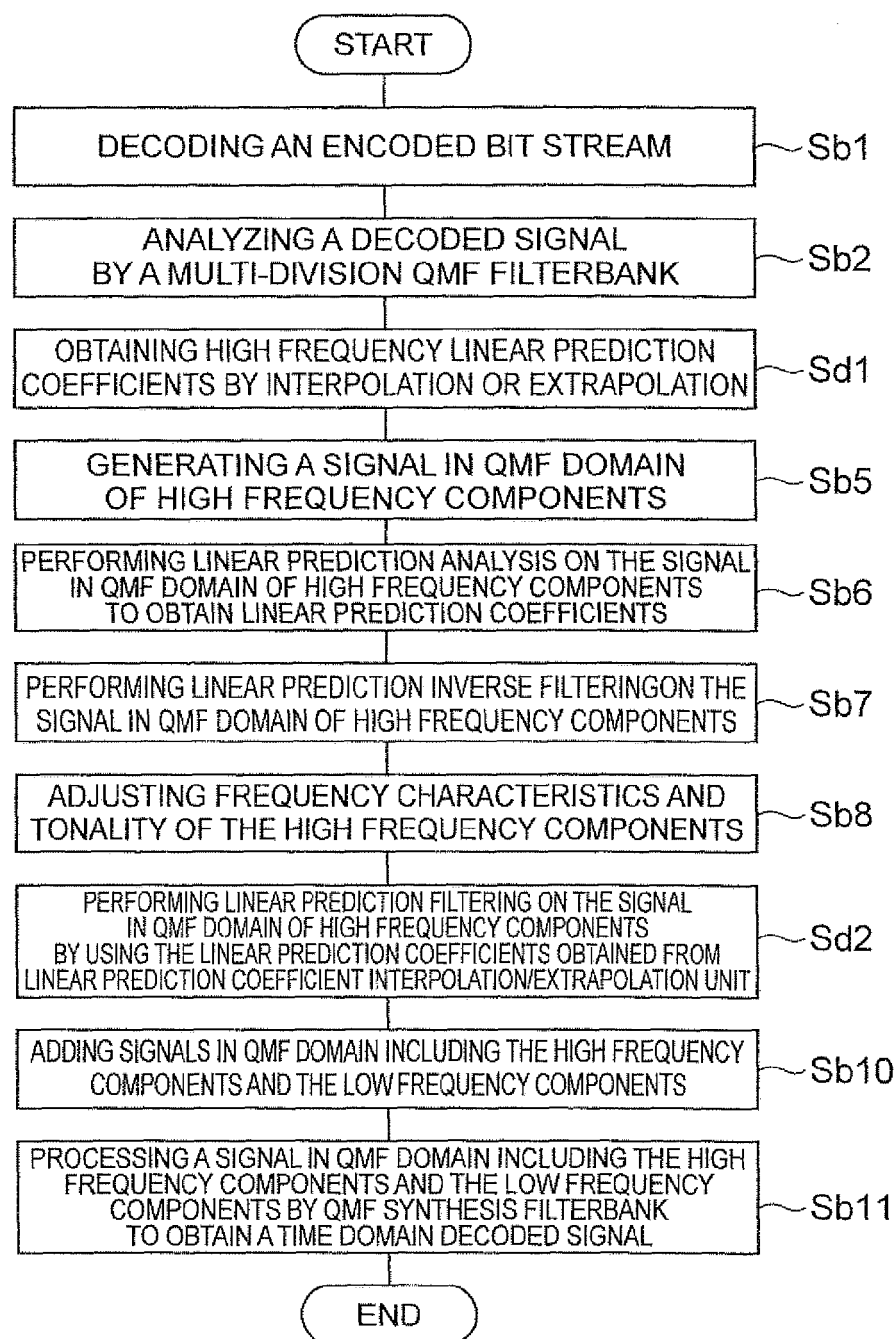 START
DECODING AN ENCODED BIT STREAM
Sb1
ANALYZING A DECODED SIGNAL
BY A MULTI-DIVISION QMF FILTERBANK
Sb2
OBTAINING HIGH FREQUENCY LINEAR PREDICTION
COEFFICIENTS BY INTERPOLATION OR EXTRAPOLATION
Sd1
GENERATING A SIGNAL IN QMF DOMAIN
OF HIGH FREQUENCY COMPONENTS
Sb5
PERFORMING LINEAR PREDICTION ANALYSIS ON THE SIGNAL
IN QMF DOMAIN OF HIGH FREQUENCY COMPONENTS
TO OBTAIN LINEAR PREDICTION COEFFICIENTS
Sb6
PERFORMING LINEAR PREDICTION INVERSE FILTERINGON THE
SIGNAL IN QMF DOMAIN OF HIGH FREQUENCY COMPONENTS
Sb7
ADJUSTING FREQUENCY CHARACTERISTICS AND
TONALITY OF THE HIGH FREQUENCY COMPONENTS
Sb8
PERFORMING LINEAR PREDICTION FILTERING ON THE SIGNAL
IN QMF DOMAIN OF HIGH FREQUENCY COMPONENTS
BY USING THE LINEAR PREDICTION COEFFICIENTS OBTAINED FROM
LINEAR PREDICTION COEFFICIENT INTERPOLATION/EXTRAPOLATION UNIT
Sd2
ADDING SIGNALS IN QMF DOMAIN INCLUDING THE HIGH FREQUENCY
COMPONENTS AND THE LOW FREQUENCY COMPONENTS
Sb10
PROCESSING A SIGNAL IN QMF DOMAIN INCLUDING THE HIGH
FREQUENCY COMPONENTS AND THE LOW FREQUENCY
COMPONENTS BY QMF SYNTHESIS FILTERBANK
TO OBTAIN A TIME DOMAIN DECODED SIGNAL
Sb11
END